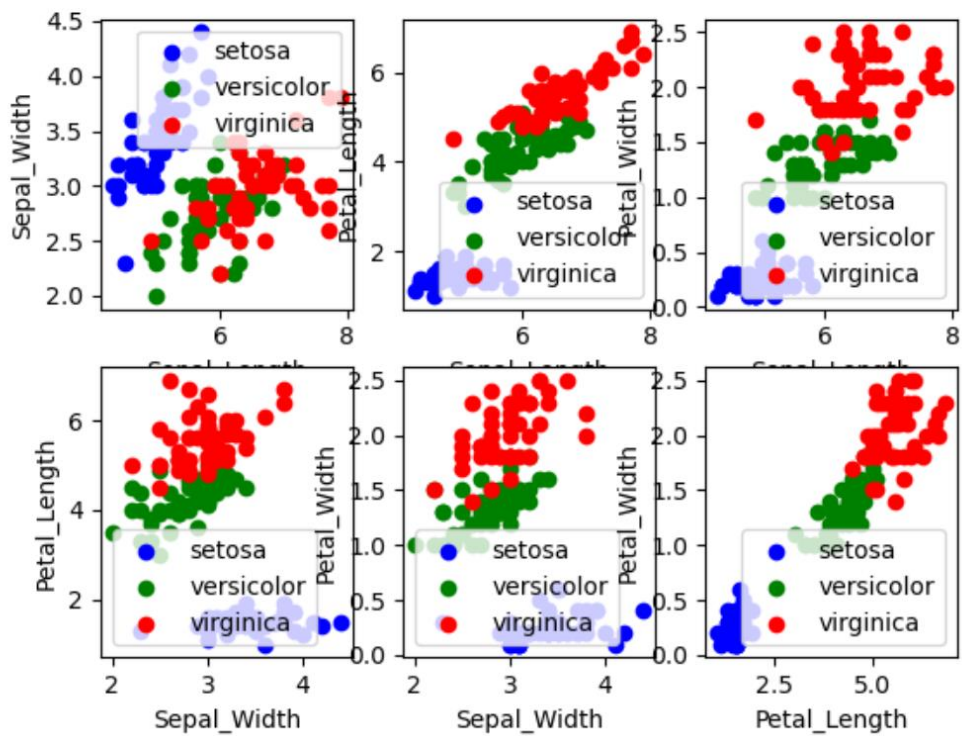 Sepal_Width
4.5
4.0
3.5
3.0
2.5
2.0
setosa
versicolor
virginica
6 8
Sepal_Length
Petal_Length
6
4
2
setosa
versicolor
virginica
6 8
Sepal_Length
Petal_Width
2.5
2.0
1.5
1.0
0.5
0.0
setosa
versicolor
virginica
6 8
Sepal_Length
Petal_Length
6
4
2
setosa
versicolor
virginica
2 3 4
Sepal_Width
Petal_Width
2.5
2.0
1.5
1.0
0.5
0.0
setosa
versicolor
virginica
2 3 4
Sepal_Width
Petal_Width
2.5
2.0
1.5
1.0
0.5
0.0
setosa
versicolor
virginica
2.5 5.0
Petal_Length